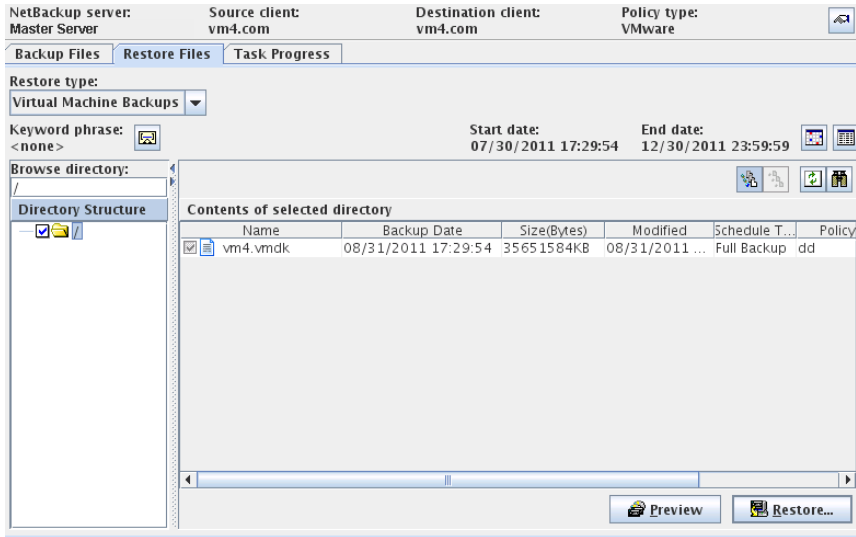 NetBackup server: Source client: Destination client: Policy type:
Master Server vm4.com vm4.com VMware
Backup Files Restore Files Task Progress
Restore type:
Virtual Machine Backups
Keyword phrase: Start date: End date:
<none> 07/30/2011 17:29:54 12/30/2011 23:59:59
Browse directory:
/
Directory Structure Contents of selected directory
Name Backup Date Size(Bytes) Modified Schedule T... Policy
/ vm4.vmdk 08/31/2011 17:29:54 35651584KB 08/31/2011 ... Full Backup dd
Preview Restore...